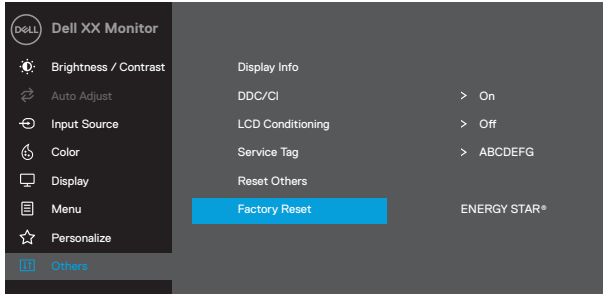 DELL Dell XX Monitor
Brightness / Contrast
Display Info
Auto Adjust
DDC/CI > On
Input Source
LCD Conditioning > Off
Color
Service Tag > ABCDEFG
Display
Reset Others
Menu
Factory Reset ENERGY STAR®
Personalize
Others